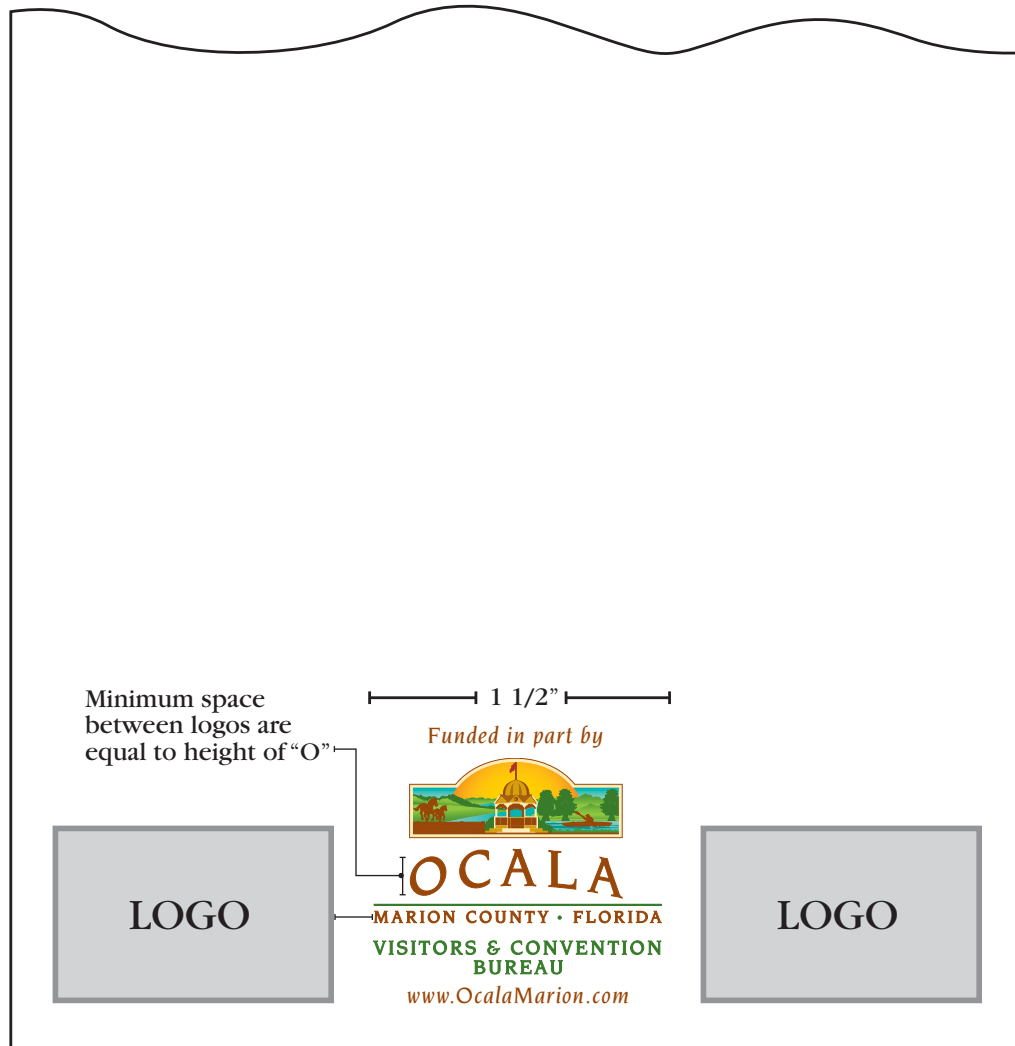 Minimum space
between logos are
equal to height of “O”
1 1/2”
Funded in part by
OCALA
MARION COUNTY • FLORIDA
VISITORS & CONVENTION
BUREAU
www.OcalaMarion.com
LOGO
LOGO